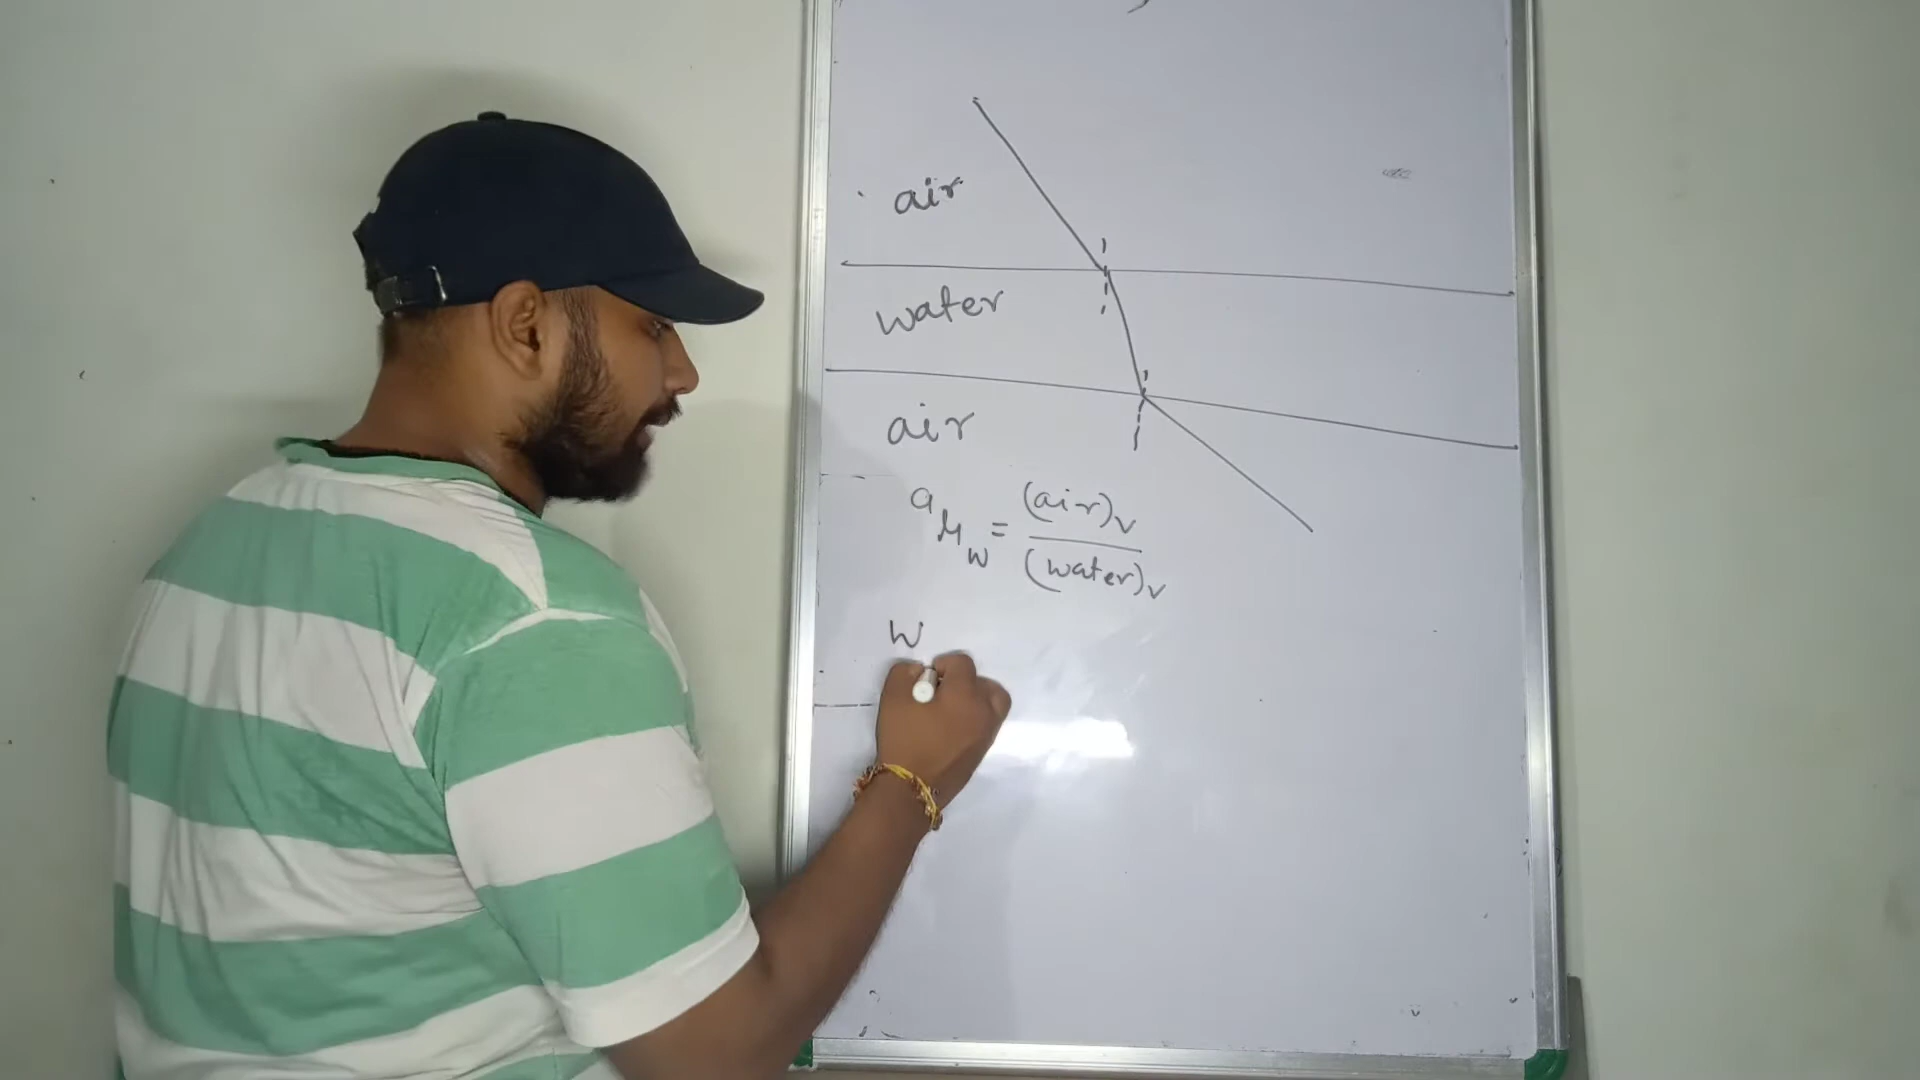 air
water
air
aμw = (air)v / (water)v
w